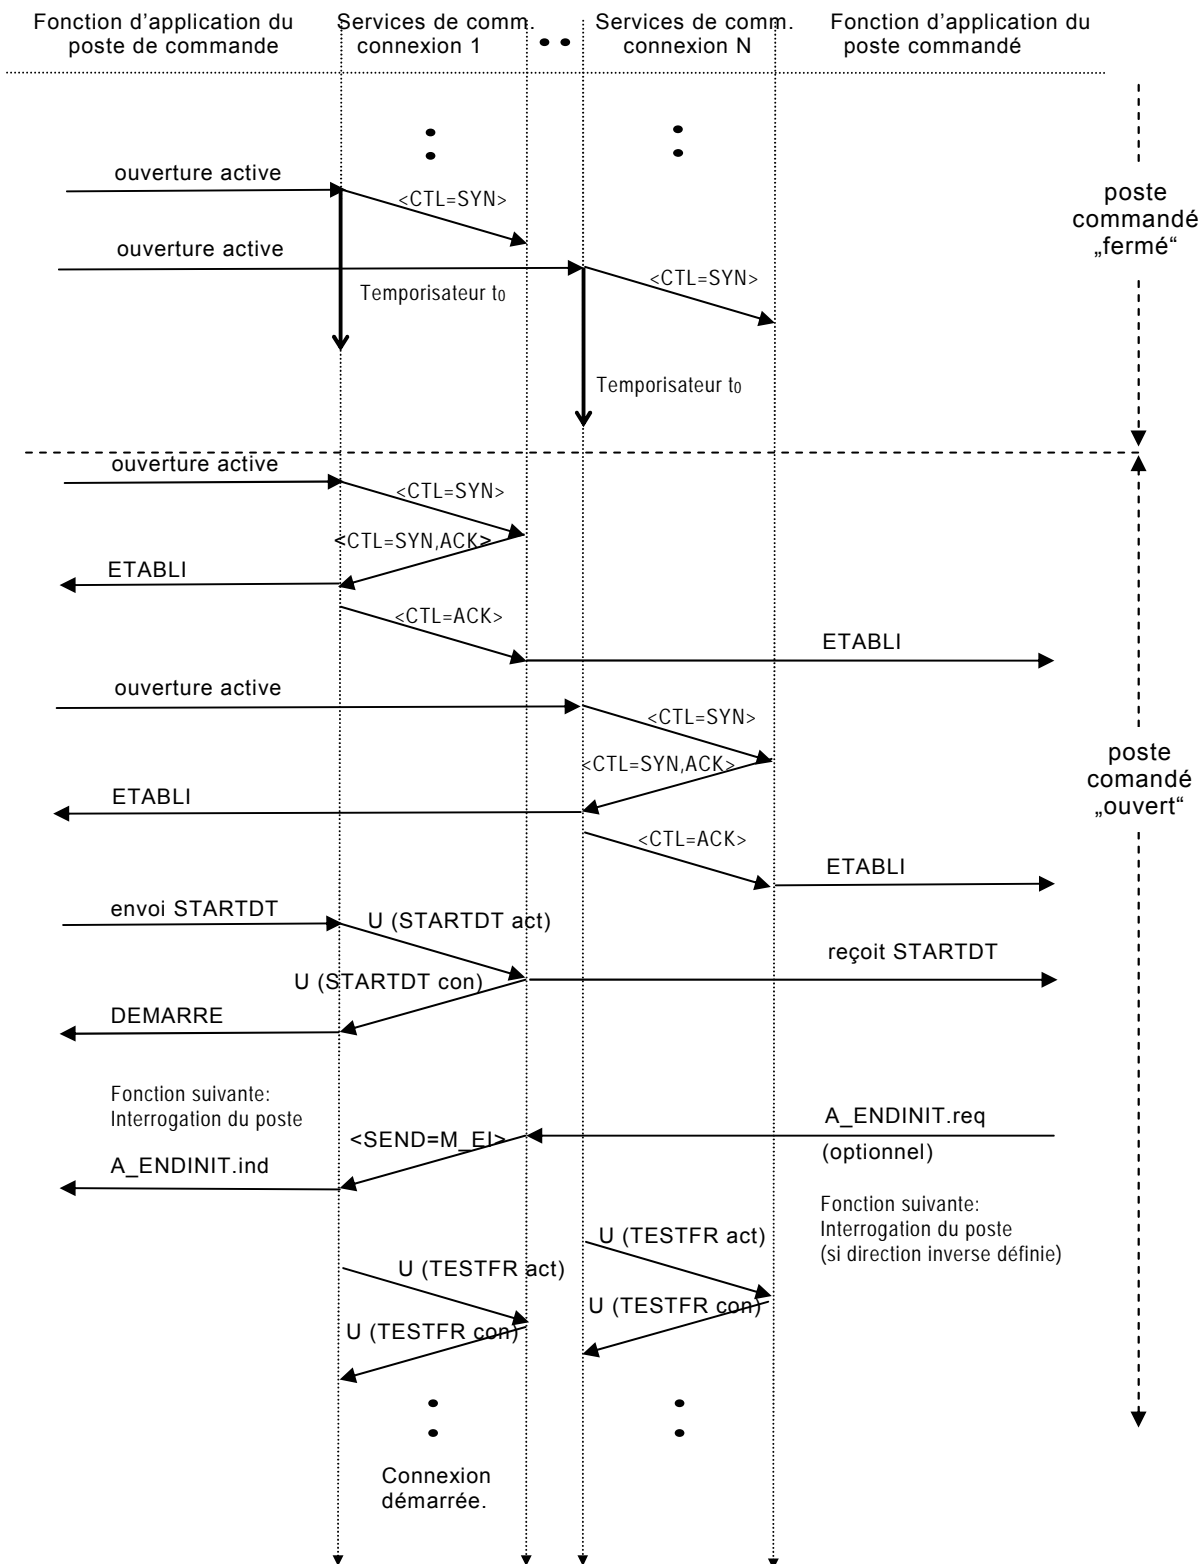 Fonction d’application du
poste de commande
Services de comm.
connexion 1
Services de comm.
connexion N
Fonction d’application du
poste commandé
ouverture active
<CTL=SYN>
poste
commandé
„fermé“
ouverture active
<CTL=SYN>
Temporisateur t0
Temporisateur t0
ouverture active
<CTL=SYN>
<CTL=SYN,ACK>
ETABLI
<CTL=ACK>
ETABLI
ouverture active
<CTL=SYN>
<CTL=SYN,ACK>
poste
comandé
„ouvert“
ETABLI
<CTL=ACK>
ETABLI
envoi STARTDT
U (STARTDT act)
reçoit STARTDT
U (STARTDT con)
DEMARRE
Fonction suivante:
Interrogation du poste
A_ENDINIT.req
(optionnel)
<SEND=M_EI>
A_ENDINIT.ind
Fonction suivante:
Interrogation du poste
(si direction inverse définie)
U (TESTFR act)
U (TESTFR act)
U (TESTFR con)
U (TESTFR con)
Connexion
démarrée.